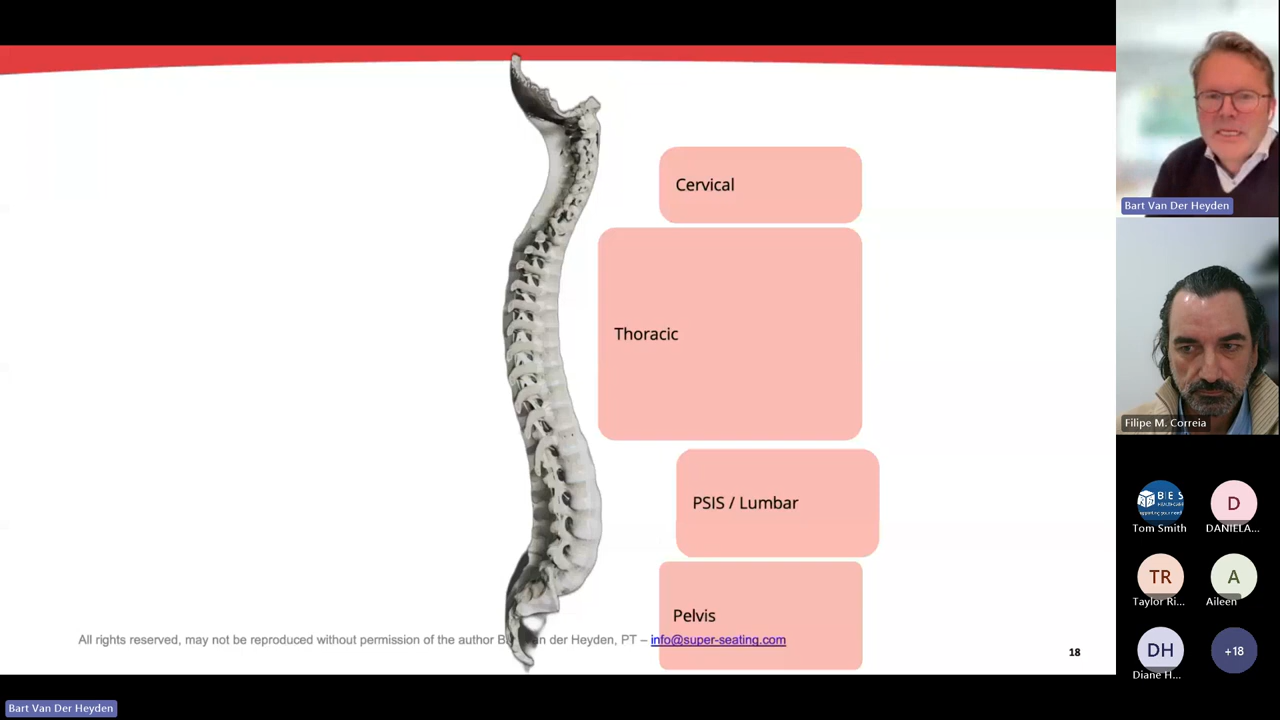 Cervical
Thoracic
PSIS / Lumbar
Pelvis
All rights reserved, may not be reproduced without permission of the author B an der Heyden, PT – info@super-seating.com
18
Bart Van Der Heyden
Bart Van Der Heyden
Filipe M. Correia
BES
HEALTHCARE
Tom Smith
D
DANIELA...
TR
Taylor Ri...
A
Aileen
DH
Diane H...
+18